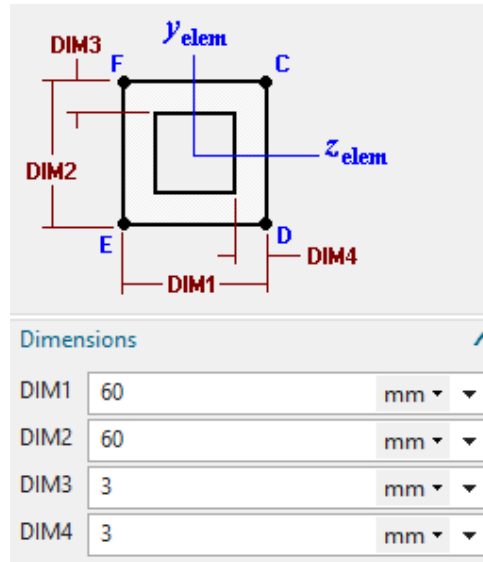 DIM3
y elem
F
C
z elem
DIM2
E
D
DIM4
DIM1
Dimensions
DIM1 60 mm
DIM2 60 mm
DIM3 3 mm
DIM4 3 mm